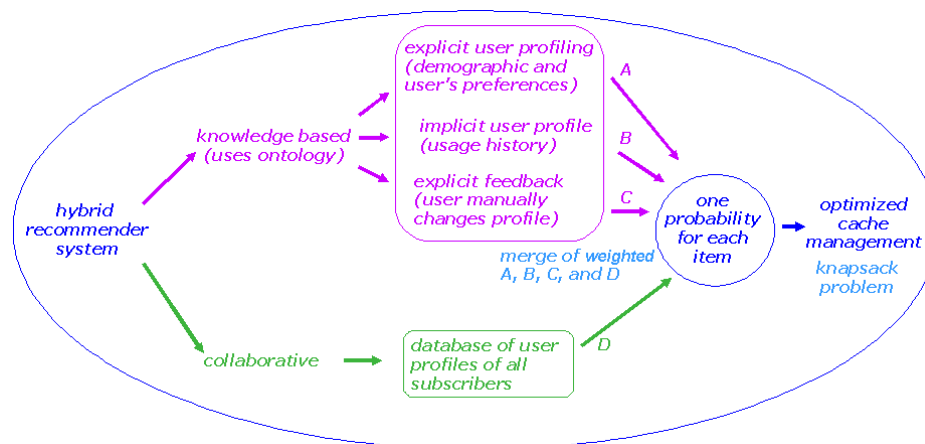 explicit user profiling
(demographic and
user's preferences)
A
implicit user profile
(usage history)
B
knowledge based
(uses ontology)
explicit feedback
(user manually
changes profile)
C
hybrid
recommender
system
one
probability
for each
item
optimized
cache
management
knapsack
problem
merge of weighted
A, B, C, and D
collaborative
database of user
profiles of all
subscribers
D